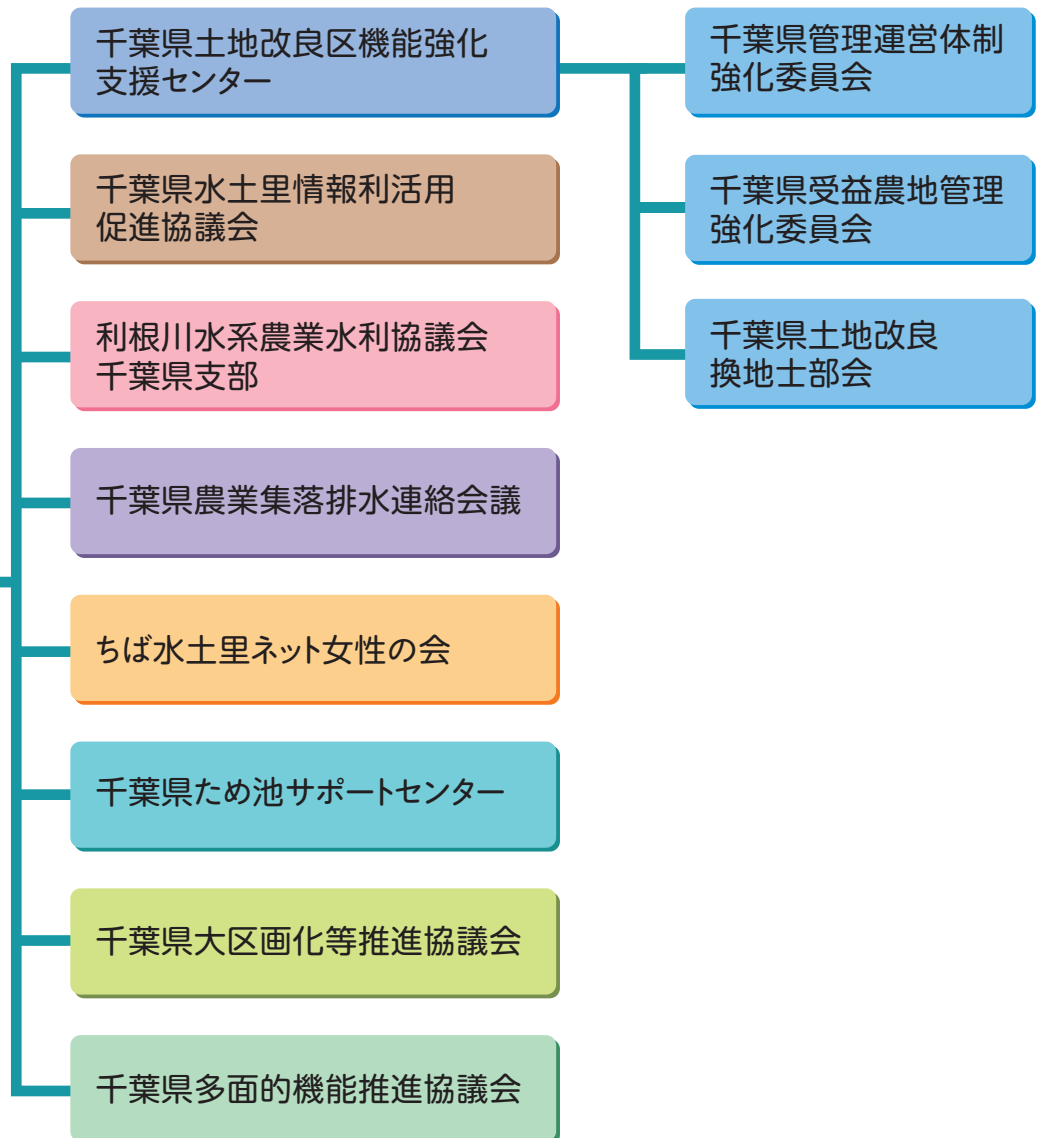 千葉県土地改良区機能強化
支援センター
千葉県管理運営体制
強化委員会
千葉県受益農地管理
強化委員会
千葉県土地改良
換地士部会
千葉県水土里情報利活用
促進協議会
利根川水系農業水利協議会
千葉県支部
千葉県農業集落排水連絡会議
ちば水土里ネット女性の会
千葉県ため池サポートセンター
千葉県大区画化等推進協議会
千葉県多面的機能推進協議会